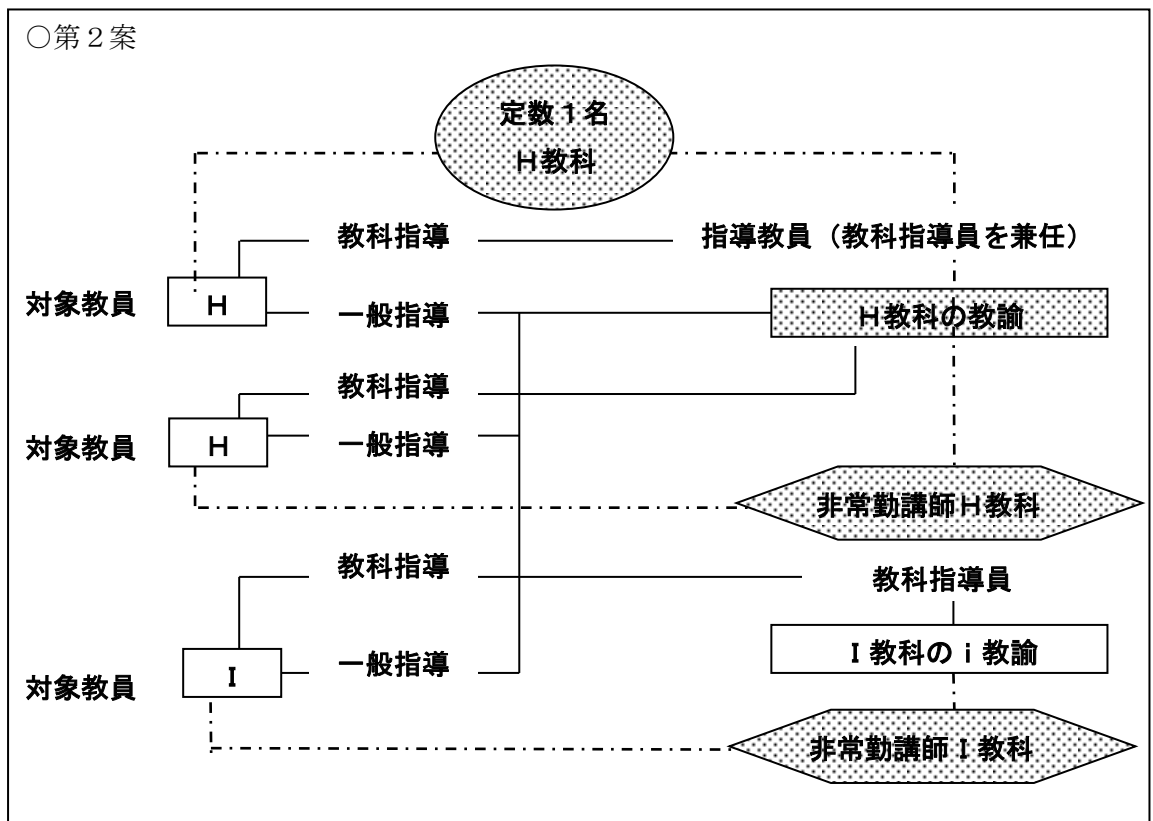 ○第２案
定数１名
Ｈ教科
教科指導
指導教員（教科指導員を兼任）
対象教員
Ｈ
一般指導
Ｈ教科の教諭
教科指導
対象教員
Ｈ
一般指導
非常勤講師Ｈ教科
教科指導
教科指導員
Ｉ教科のｉ教諭
一般指導
対象教員
Ｉ
非常勤講師Ｉ教科